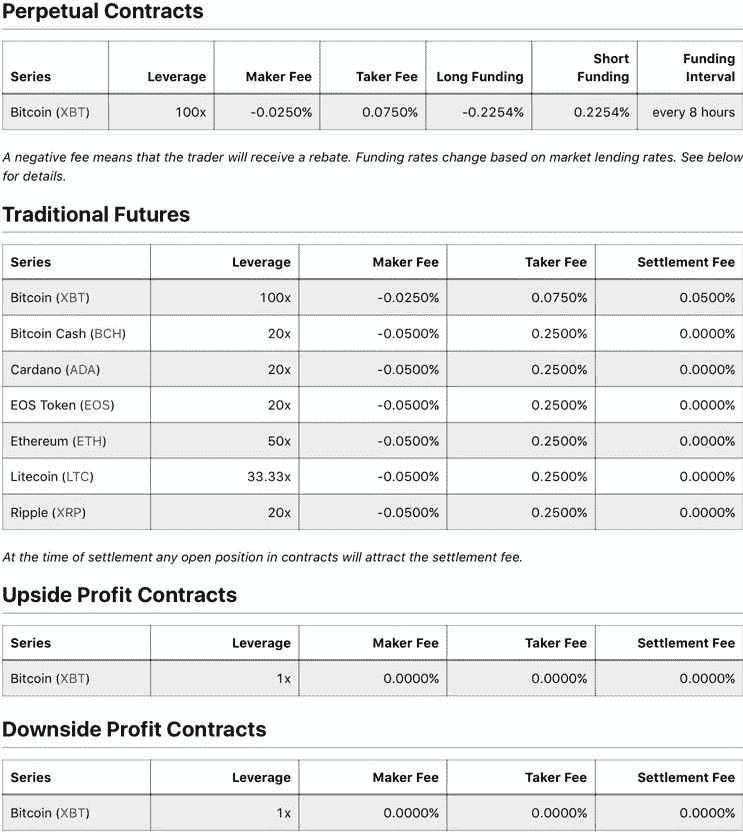 Perpetual Contracts
Short Funding
Series Leverage Maker Fee Taker Fee Long Funding Funding Interval
Bitcoin (XBT) 100x -0.0250% 0.0750% -0.2254% 0.2254% every 8 hours
A negative fee means that the trader will receive a rebate. Funding rates change based on market lending rates. See below
for details.
Traditional Futures
Series Leverage Maker Fee Taker Fee Settlement Fee
Bitcoin (XBT) 100x -0.0250% 0.0750% 0.0500%
Bitcoin Cash (BCH) 20x -0.0500% 0.2500% 0.0000%
Cardano (ADA) 20x -0.0500% 0.2500% 0.0000%
EOS Token (EOS) 20x -0.0500% 0.2500% 0.0000%
Ethereum (ETH) 50x -0.0500% 0.2500% 0.0000%
Litecoin (LTC) 33.33x -0.0500% 0.2500% 0.0000%
Ripple (XRP) 20x -0.0500% 0.2500% 0.0000%
At the time of settlement any open position in contracts will attract the settlement fee.
Upside Profit Contracts
Series Leverage Maker Fee Taker Fee Settlement Fee
Bitcoin (XBT) 1x 0.0000% 0.0000% 0.0000%
Downside Profit Contracts
Series Leverage Maker Fee Taker Fee Settlement Fee
Bitcoin (XBT) 1x 0.0000% 0.0000% 0.0000%